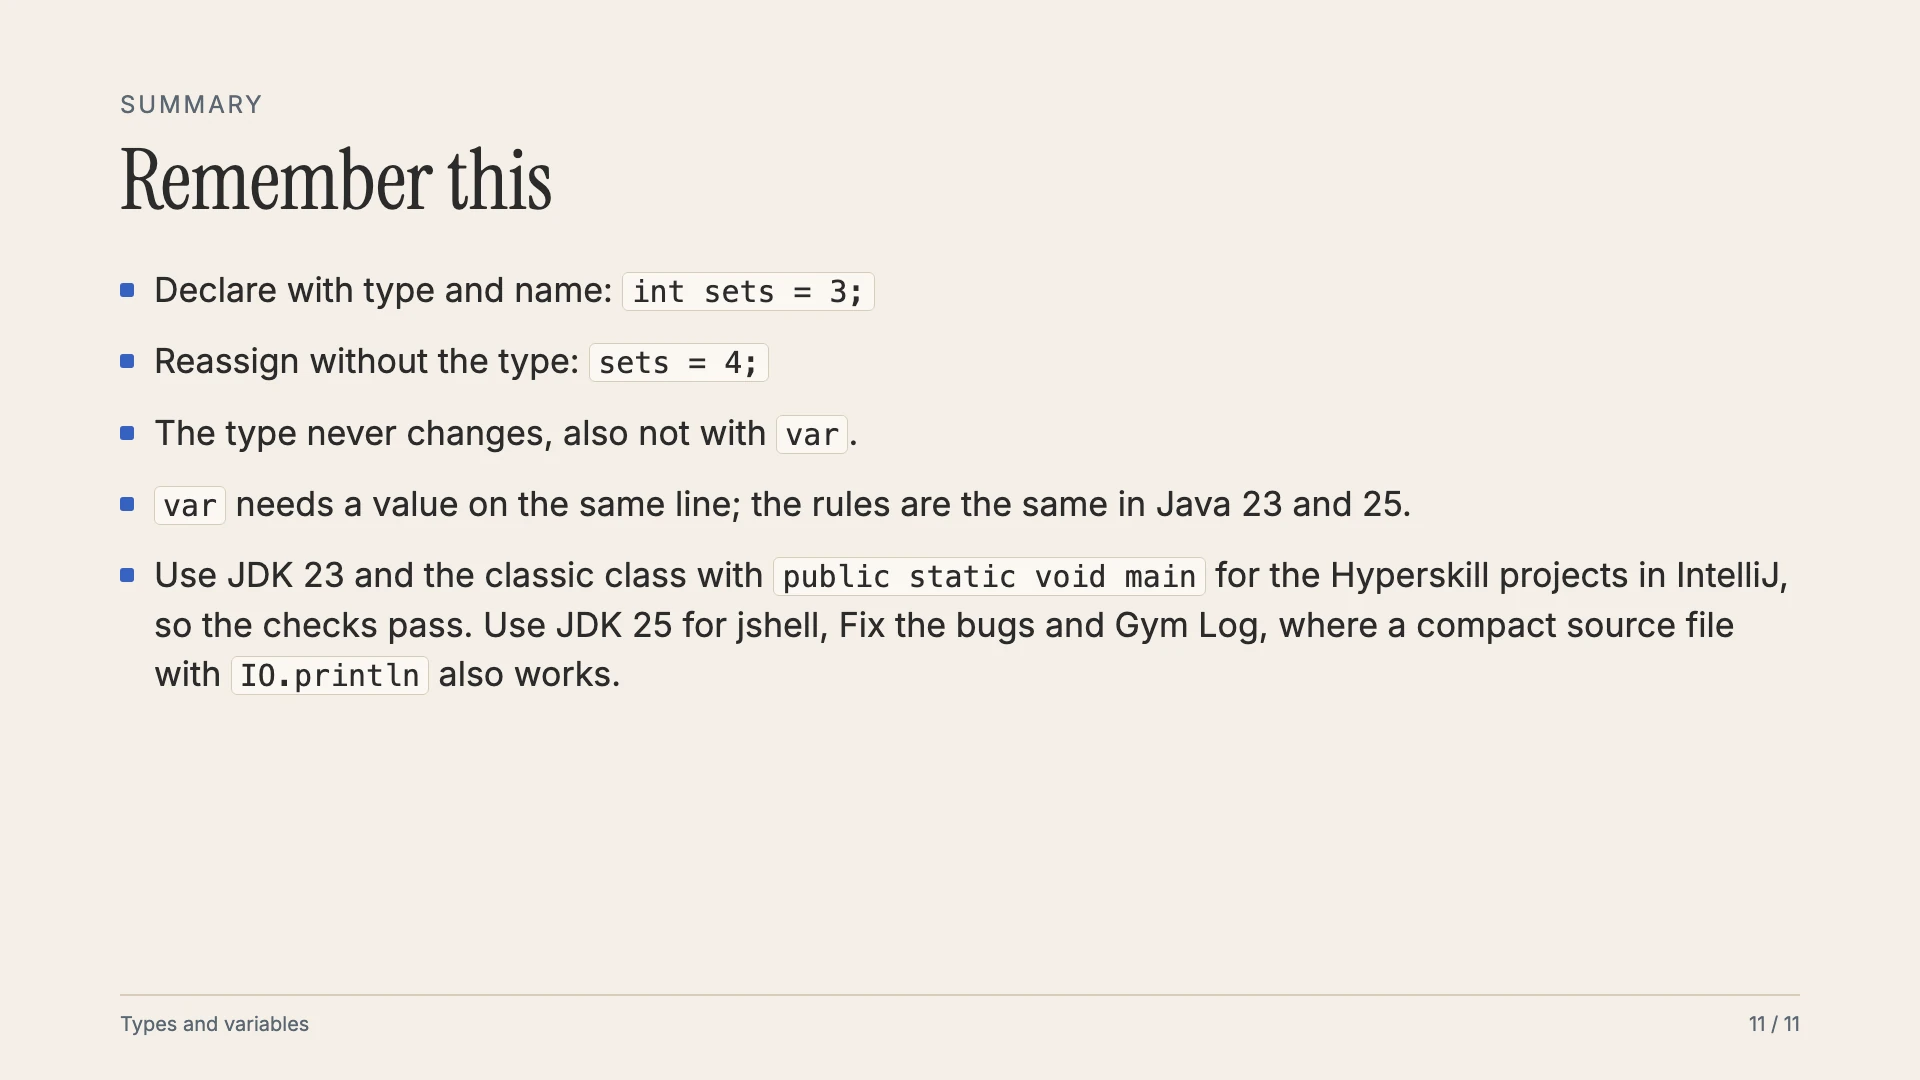 SUMMARY
Remember this
Declare with type and name: int sets = 3;
Reassign without the type: sets = 4;
The type never changes, also not with var.
var needs a value on the same line; the rules are the same in Java 23 and 25.
Use JDK 23 and the classic class with public static void main for the Hyperskill projects in IntelliJ,
so the checks pass. Use JDK 25 for jshell, Fix the bugs and Gym Log, where a compact source file
with IO.println also works.
Types and variables
11 / 11